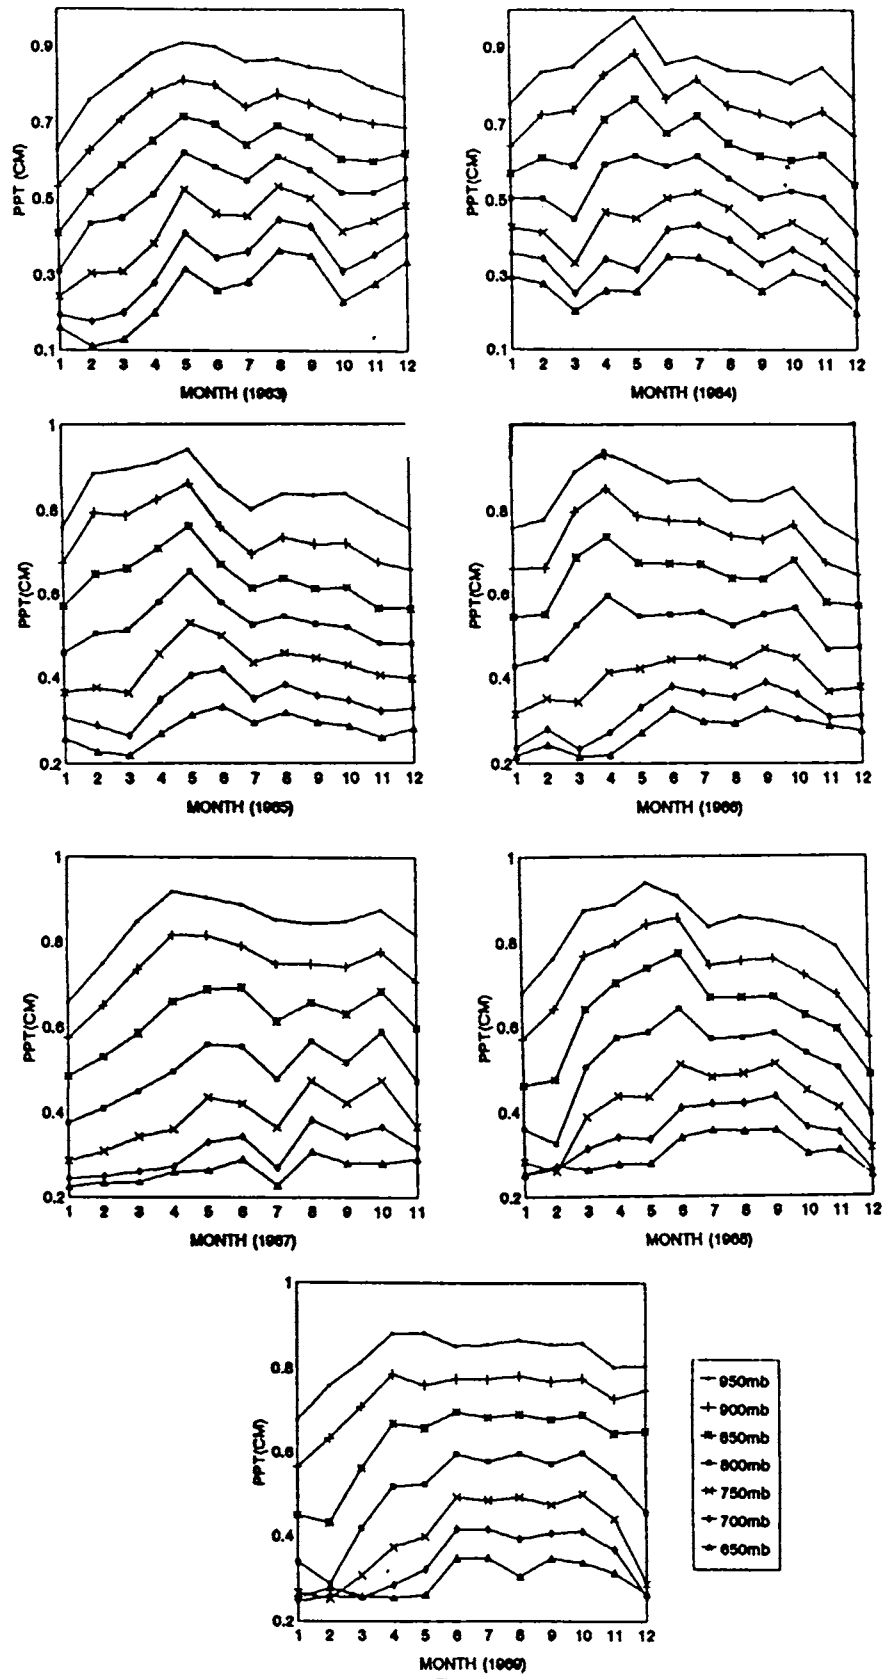 PPT (CM)
0.9
0.7
0.5
0.3
0.1
1 2 3 4 5 6 7 8 9 10 11 12
MONTH (1963)
PPT (CM)
0.9
0.7
0.5
0.3
0.1
1 2 3 4 5 6 7 8 9 10 11 12
MONTH (1964)
PPT(CM)
1
0.8
0.6
0.4
0.2
1 2 3 4 5 6 7 8 9 10 11 12
MONTH (1965)
PPT(CM)
1
0.8
0.6
0.4
0.2
1 2 3 4 5 6 7 8 9 10 11 12
MONTH (1966)
PPT(CM)
1
0.8
0.6
0.4
0.2
1 2 3 4 5 6 7 8 9 10 11
MONTH (1967)
PPT(CM)
1
0.8
0.6
0.4
0.2
1 2 3 4 5 6 7 8 9 10 11 12
MONTH (1968)
PPT(CM)
1
0.8
0.6
0.4
0.2
1 2 3 4 5 6 7 8 9 10 11 12
MONTH (1969)
950mb
900mb
850mb
800mb
750mb
700mb
650mb